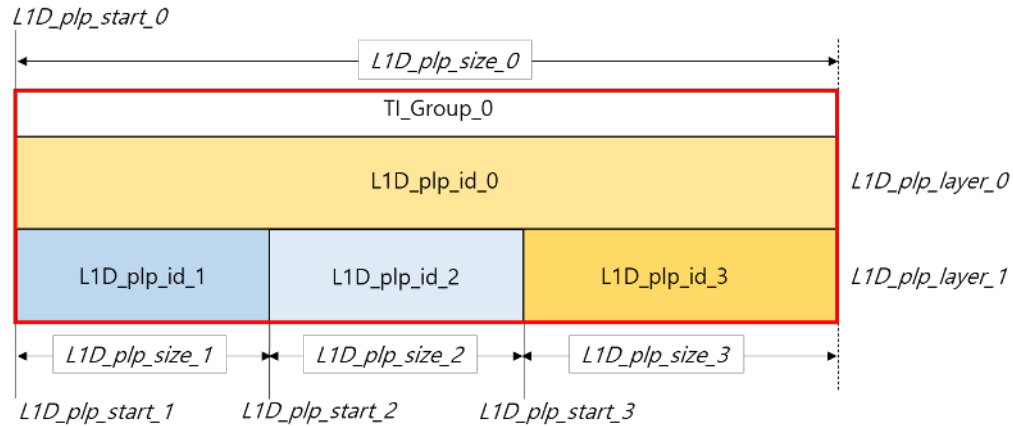 L1D_plp_start_0
L1D_plp_size_0
TI_Group_0
L1D_plp_id_0
L1D_plp_layer_0
L1D_plp_id_1 L1D_plp_id_2 L1D_plp_id_3
L1D_plp_layer_1
L1D_plp_size_1 L1D_plp_size_2 L1D_plp_size_3
L1D_plp_start_1 L1D_plp_start_2 L1D_plp_start_3